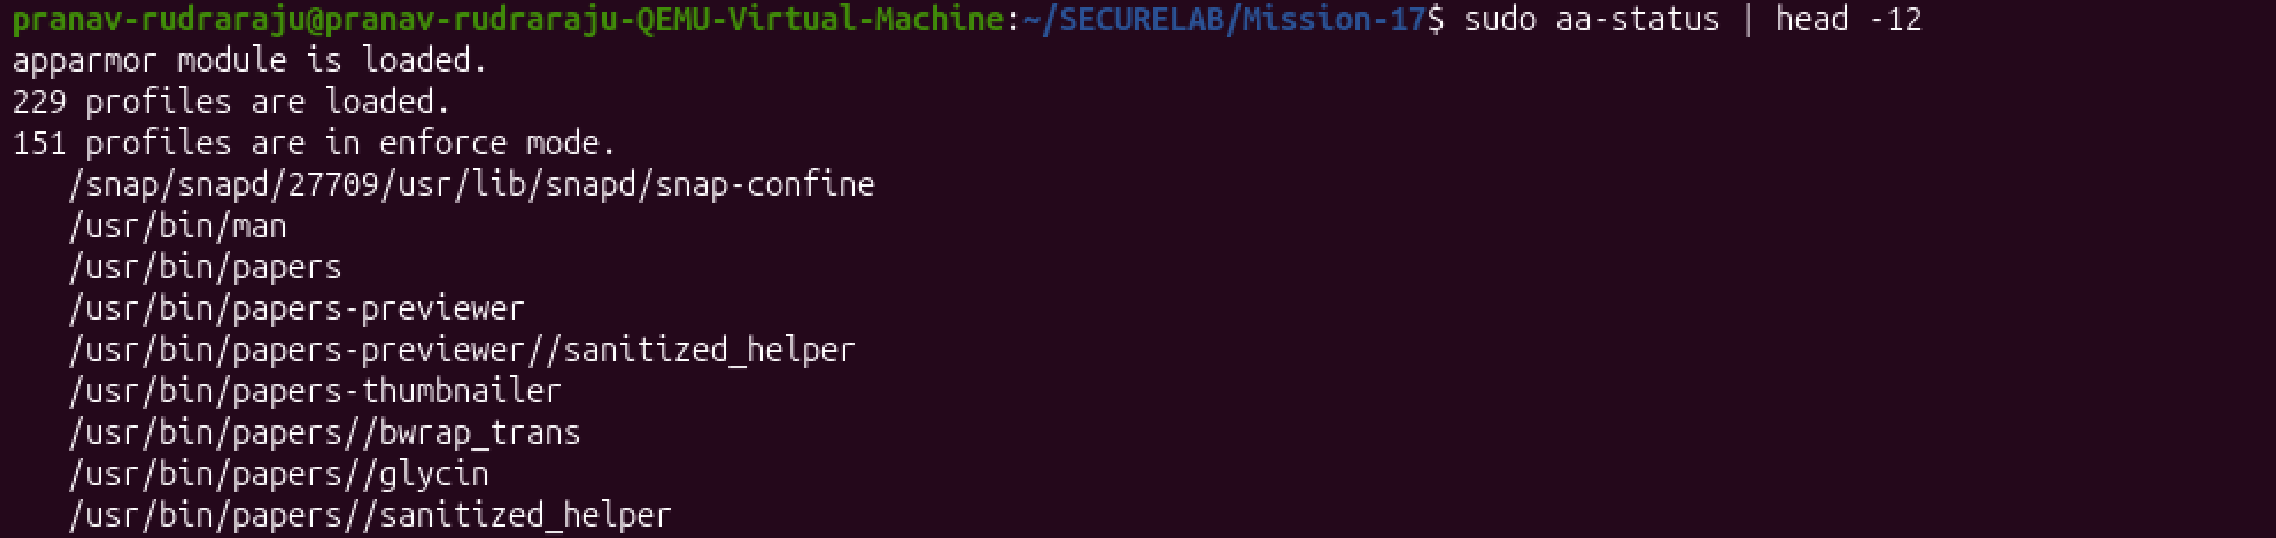 pranav-rudraraju@pranav-rudraraju-QEMU-Virtual-Machine:~/SECURELAB/Mission-17$ sudo aa-status | head -12
apparmor module is loaded.
229 profiles are loaded.
151 profiles are in enforce mode.
   /snap/snapd/27709/usr/lib/snapd/snap-confine
   /usr/bin/man
   /usr/bin/papers
   /usr/bin/papers-previewer
   /usr/bin/papers-previewer//sanitized_helper
   /usr/bin/papers-thumbnailer
   /usr/bin/papers//bwrap_trans
   /usr/bin/papers//glycin
   /usr/bin/papers//sanitized_helper